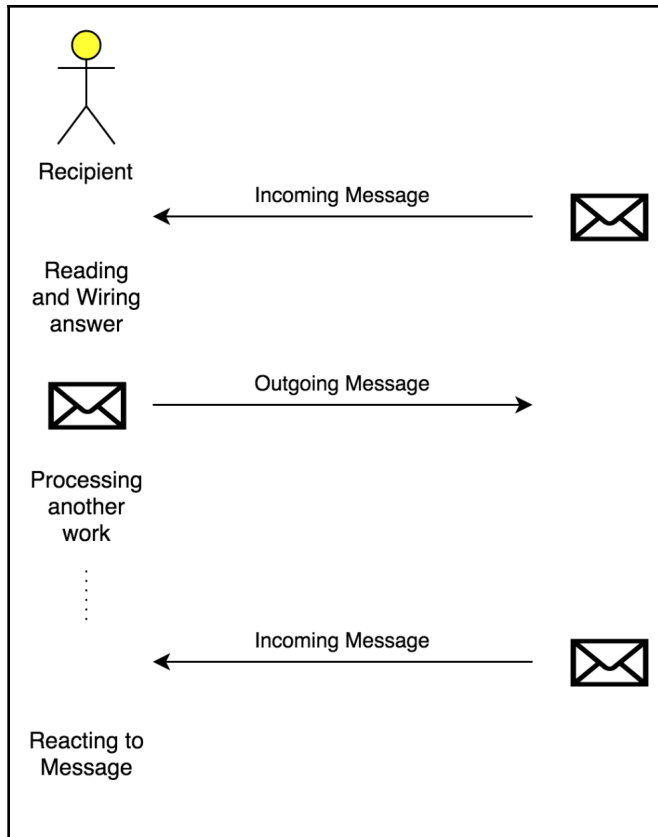 Recipient
Incoming Message
Reading
and Wiring
answer
Outgoing Message
Processing
another
work
Incoming Message
Reacting to
Message